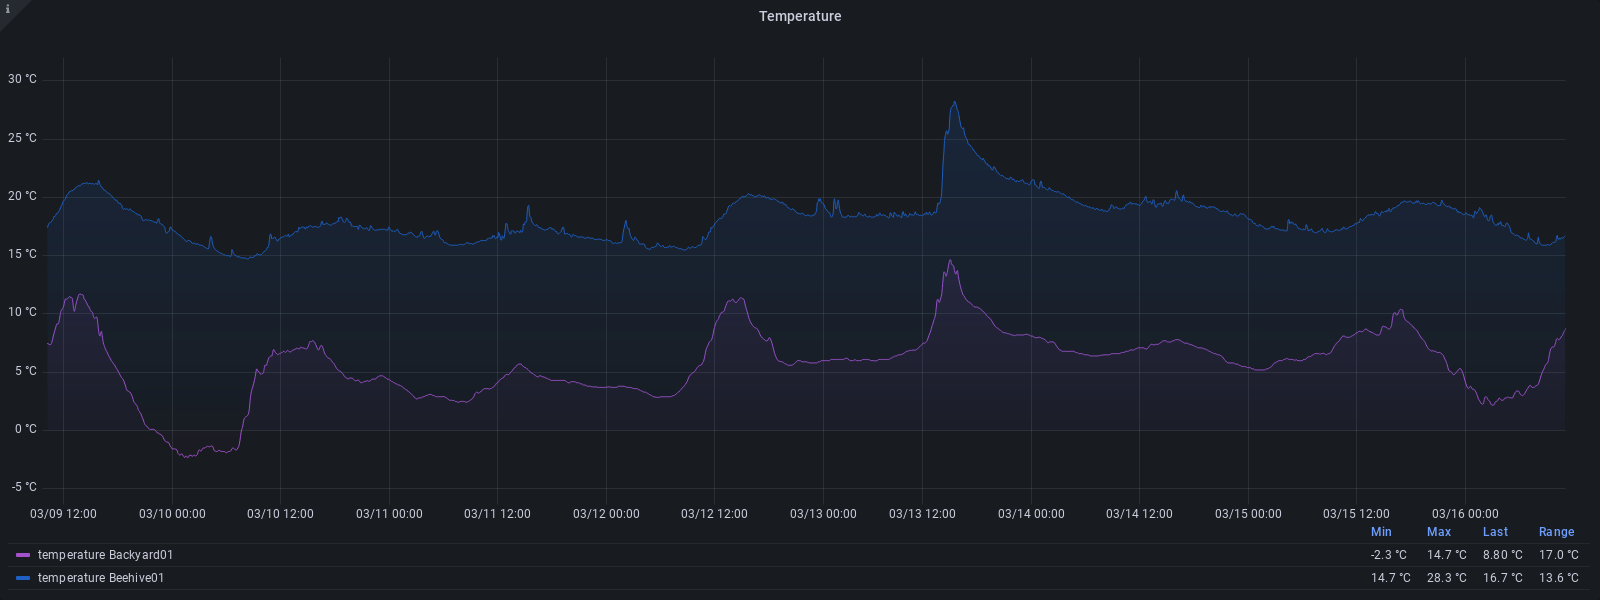 i
Temperature
30 °C
25 °C
20 °C
15 °C
10 °C
5 °C
0 °C
-5 °C
03/09 12:00 03/10 00:00 03/10 12:00 03/11 00:00 03/11 12:00 03/12 00:00 03/12 12:00 03/13 00:00 03/13 12:00 03/14 00:00 03/14 12:00 03/15 00:00 03/15 12:00 03/16 00:00
Min Max Last Range
temperature Backyard01 -2.3 °C 14.7 °C 8.80 °C 17.0 °C
temperature Beehive01 14.7 °C 28.3 °C 16.7 °C 13.6 °C